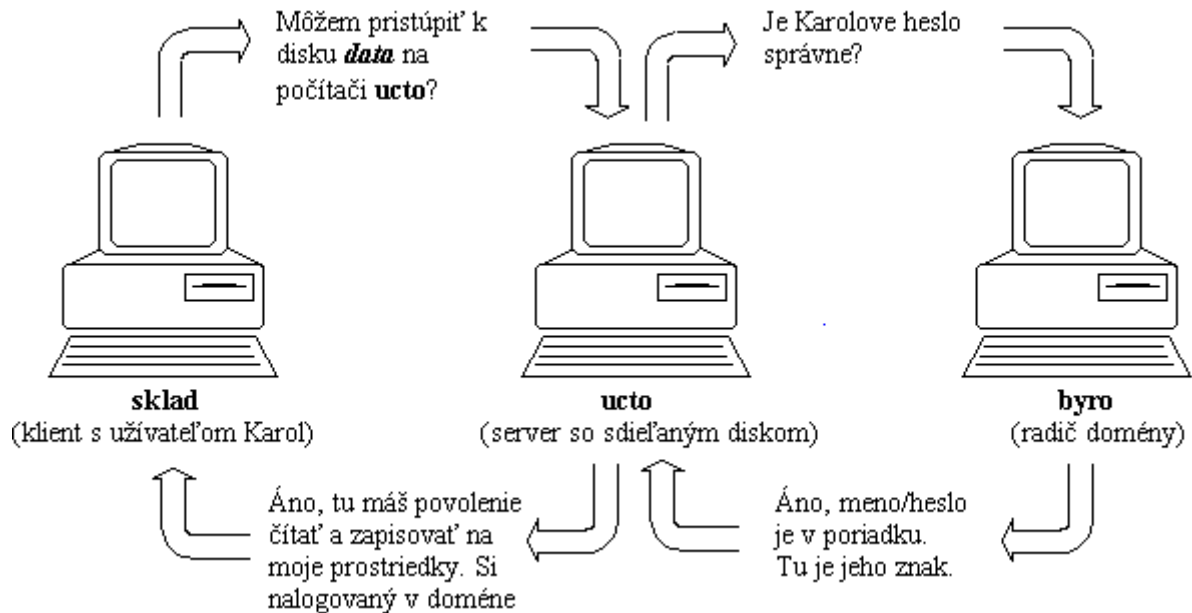 Môžem pristúpiť k
disku data na
počítači ucto?
Je Karolove heslo
správne?
sklad
(klient s užívateľom Karol)
ucto
(server so sdieľaným diskom)
byro
(radič domény)
Áno, tu máš povolenie
čítať a zapisovať na
moje prostriedky. Si
nalogovaný v doméne
Áno, meno/heslo
je v poriadku.
Tu je jeho znak.